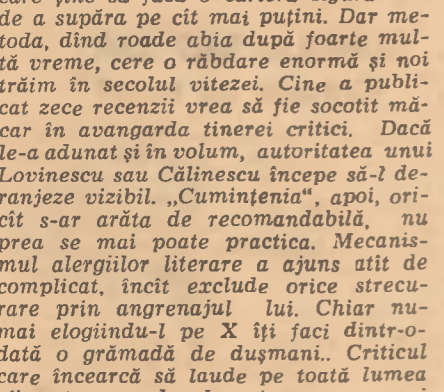 de a supăra pe cît mai puțini. Dar me-
toda, dînd roade abia după foarte mul-
tă vreme, cere o răbdare enormă și noi
trăim în secolul vitezei. Cine a publi-
cat zece recenzii vrea să fie socotit mă-
car în avangarda tinerei critici. Dacă
le-a adunat și în volum, autoritatea unui
Lovinescu sau Călinescu începe să-l de-
ranjeze vizibil. „Cumințenia“, apoi, ori-
cît s-ar arăta de recomandabilă, nu
prea se mai poate practica. Mecanis-
mul alergiilor literare a ajuns atît de
complicat, încît exclude orice strecu-
rare prin angrenajul lui. Chiar nu-
mai elogiindu-l pe X îți faci dintr-o-
dată o grămadă de dușmani.. Criticul
care încearcă să laude pe toată lumea